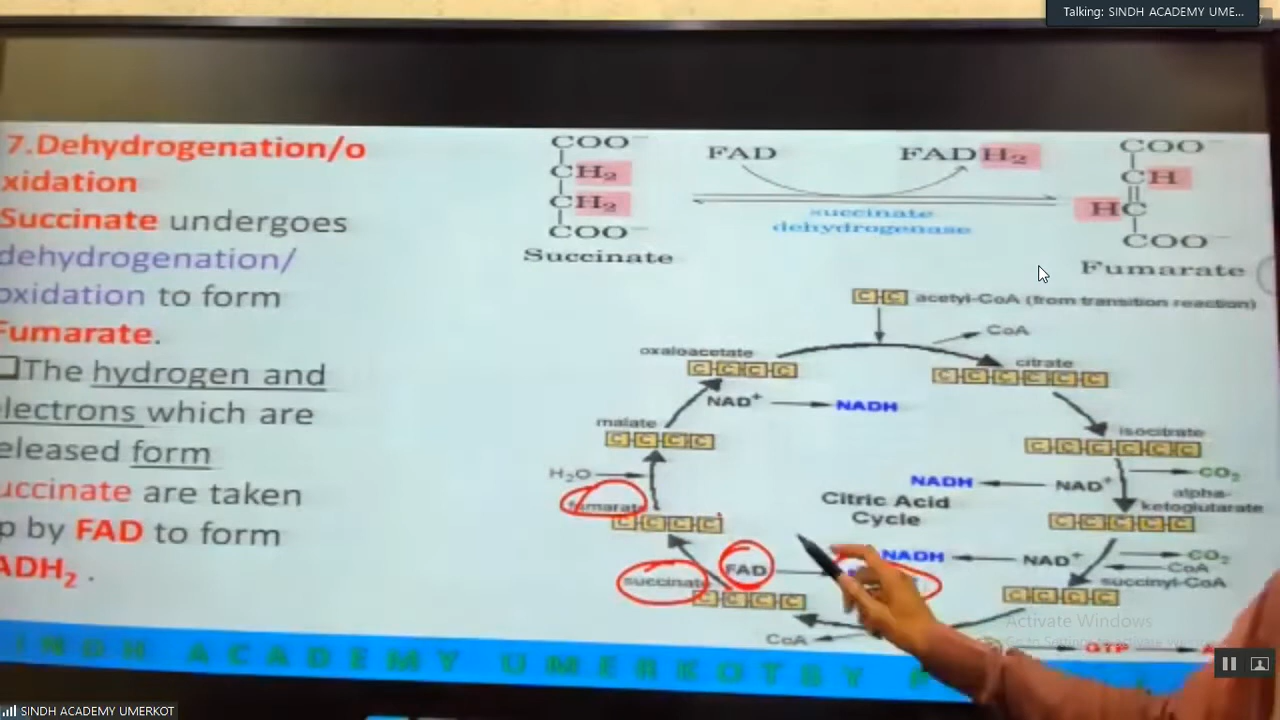 Talking: SINDH ACADEMY UME...
7.Dehydrogenation/o
xidation
Succinate undergoes
dehydrogenation/
oxidation to form
Fumarate.
The hydrogen and
lectrons which are
eleased form
uccinate are taken
p by FAD to form
ADH2 .
COO−
CH2
CH2
COO−
Succinate
FAD
FADH2
succinate
dehydrogenase
COO−
CH
HC
COO−
Fumarate
C C acetyl-CoA (from transition reaction)
CoA
oxaloacetate
C C C C
citrate
C C C C C C
NAD+
NADH
malate
C C C C
isocitrate
C C C C C C
H2O
NADH
NAD+
CO2
fumarate
C C C C
Citric Acid
Cycle
alpha-
ketoglutarate
C C C C C
FAD
NADH
NAD+
CO2
CoA
succinate
C C C C
succinyl-CoA
C C C C
CoA
GTP
Activate Windows
INDH ACADEMY UMERKOT
SINDH ACADEMY UMERKOT